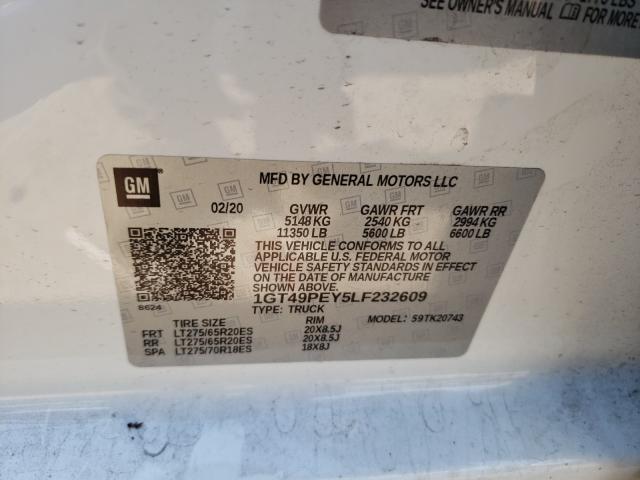 SEE OWNER'S MANUAL FOR MORE
GM
MFD BY GENERAL MOTORS LLC
02/20 GVWR GAWR FRT GAWR RR
5148 KG 2540 KG 2994 KG
11350 LB 5600 LB 6600 LB
THIS VEHICLE CONFORMS TO ALL
APPLICABLE U.S. FEDERAL MOTOR
VEHICLE SAFETY STANDARDS IN EFFECT
ON THE DATE OF MANUFACTURE
SHOWN ABOVE.
1GT49PEY5LF232609
S624 TYPE: TRUCK
TIRE SIZE RIM MODEL: 59TK20743
FRT LT275/65R20ES 20X8.5J
RR LT275/65R20ES 20X8.5J
SPA LT275/70R18ES 18X8J